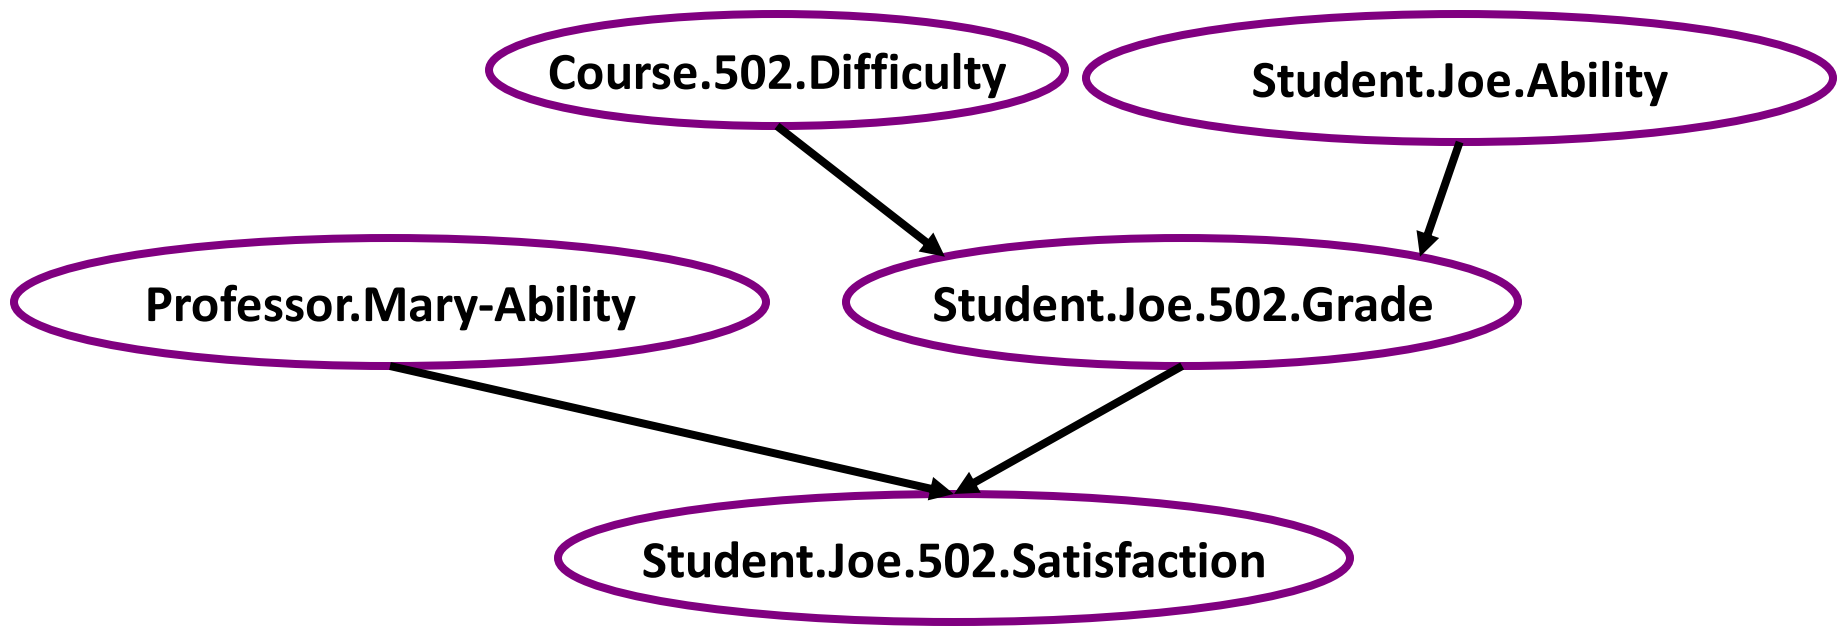 Course.502.Difficulty
Student.Joe.Ability
Professor.Mary-Ability
Student.Joe.502.Grade
Student.Joe.502.Satisfaction